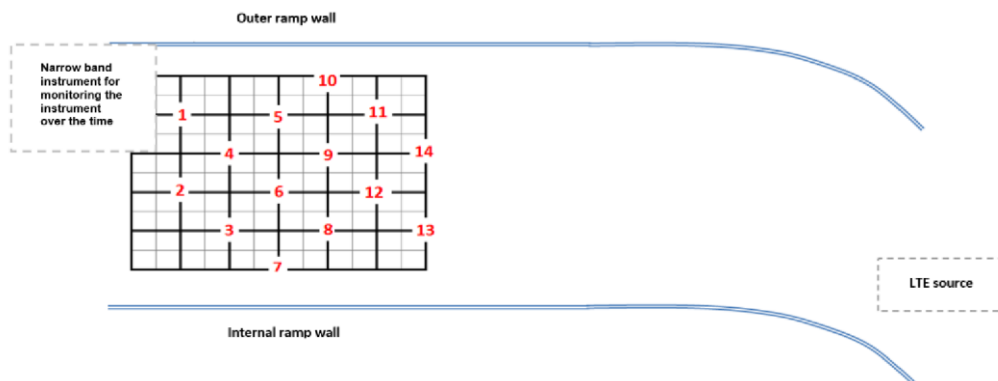 Outer ramp wall
Narrow band
instrument for
monitoring the
instrument
over the time
10
1
5
11
4
9
14
2
6
12
3
8
13
7
LTE source
Internal ramp wall